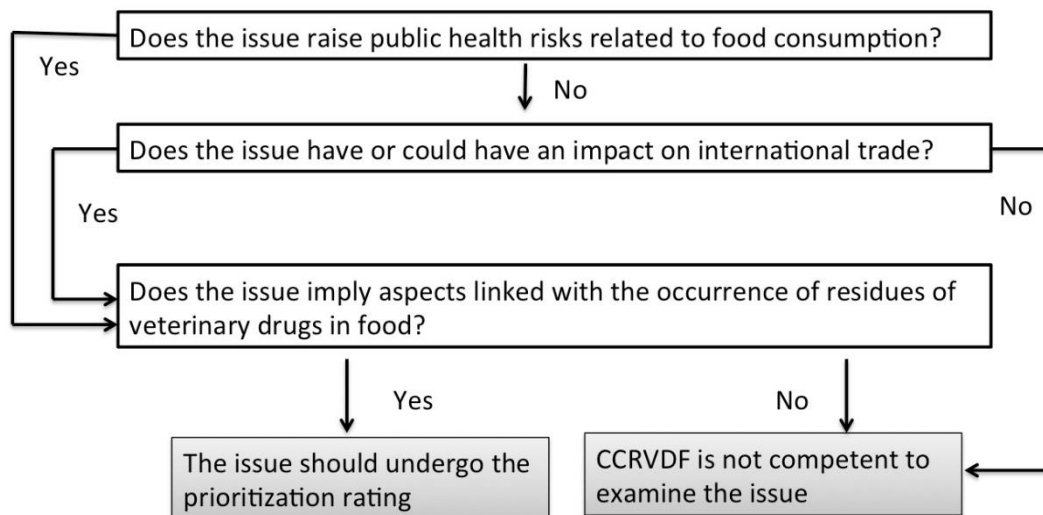 Does the issue raise public health risks related to food consumption?
Yes
No
Does the issue have or could have an impact on international trade?
Yes
No
Does the issue imply aspects linked with the occurrence of residues of
veterinary drugs in food?
Yes
No
The issue should undergo the
prioritization rating
CCRVDF is not competent to
examine the issue